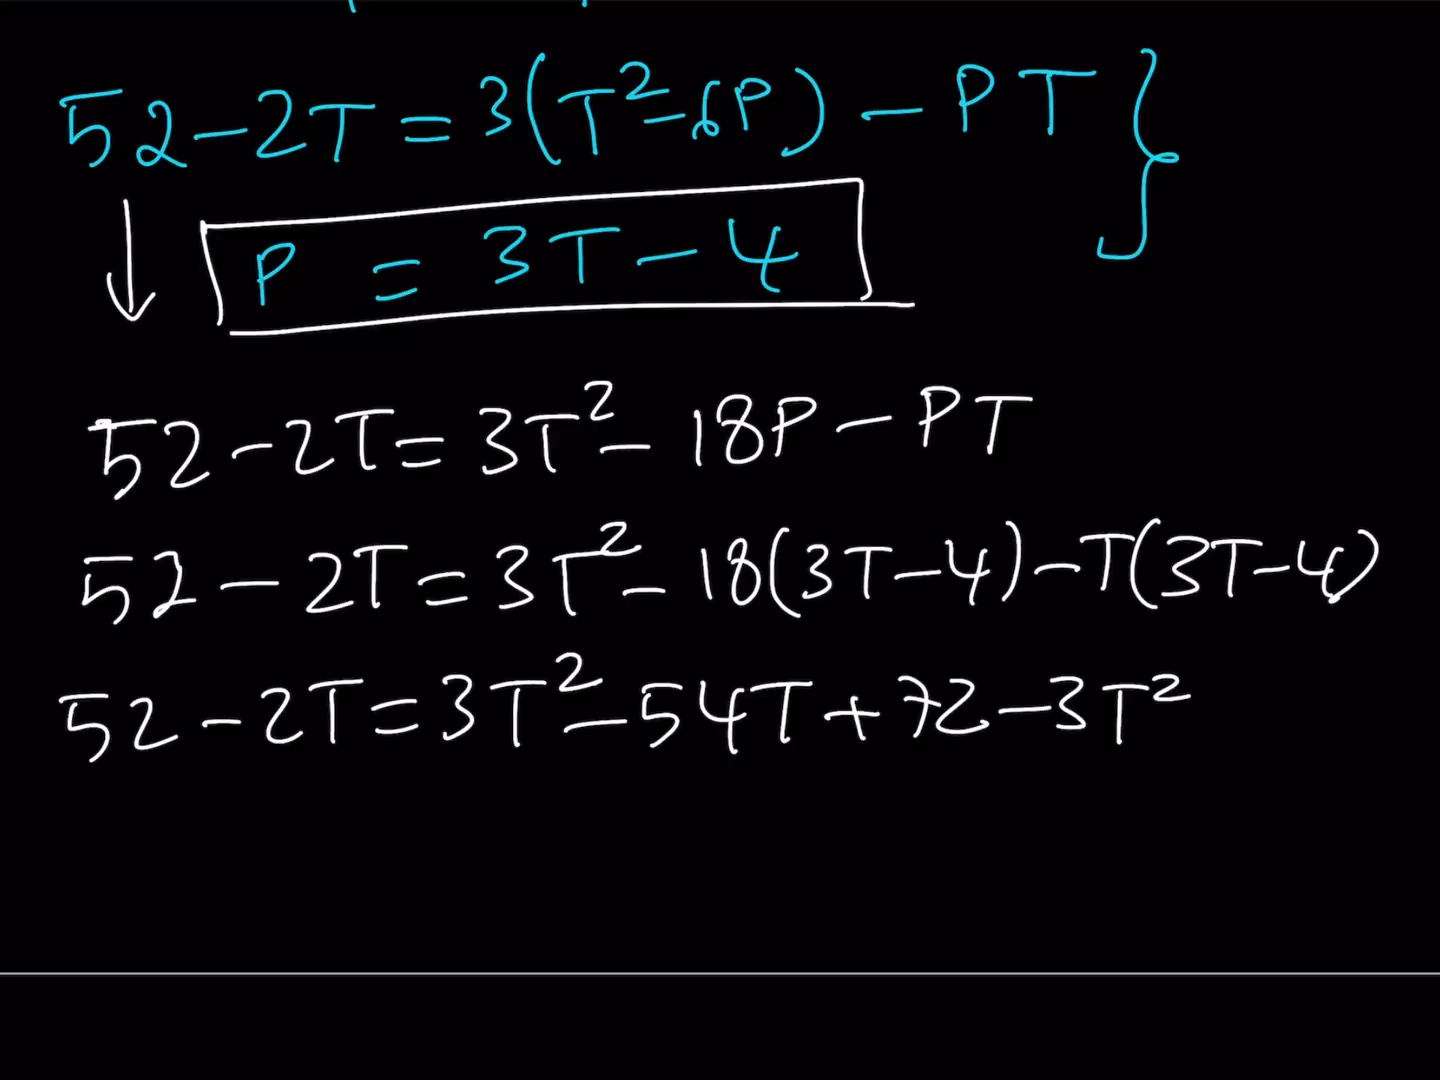 52-2T=3(T²-6P)-PT}
P = 3T-4
52-2T=3T²-18P-PT
52-2T=3T²-18(3T-4)-T(3T-4)
52-2T=3T²-54T+72-3T²